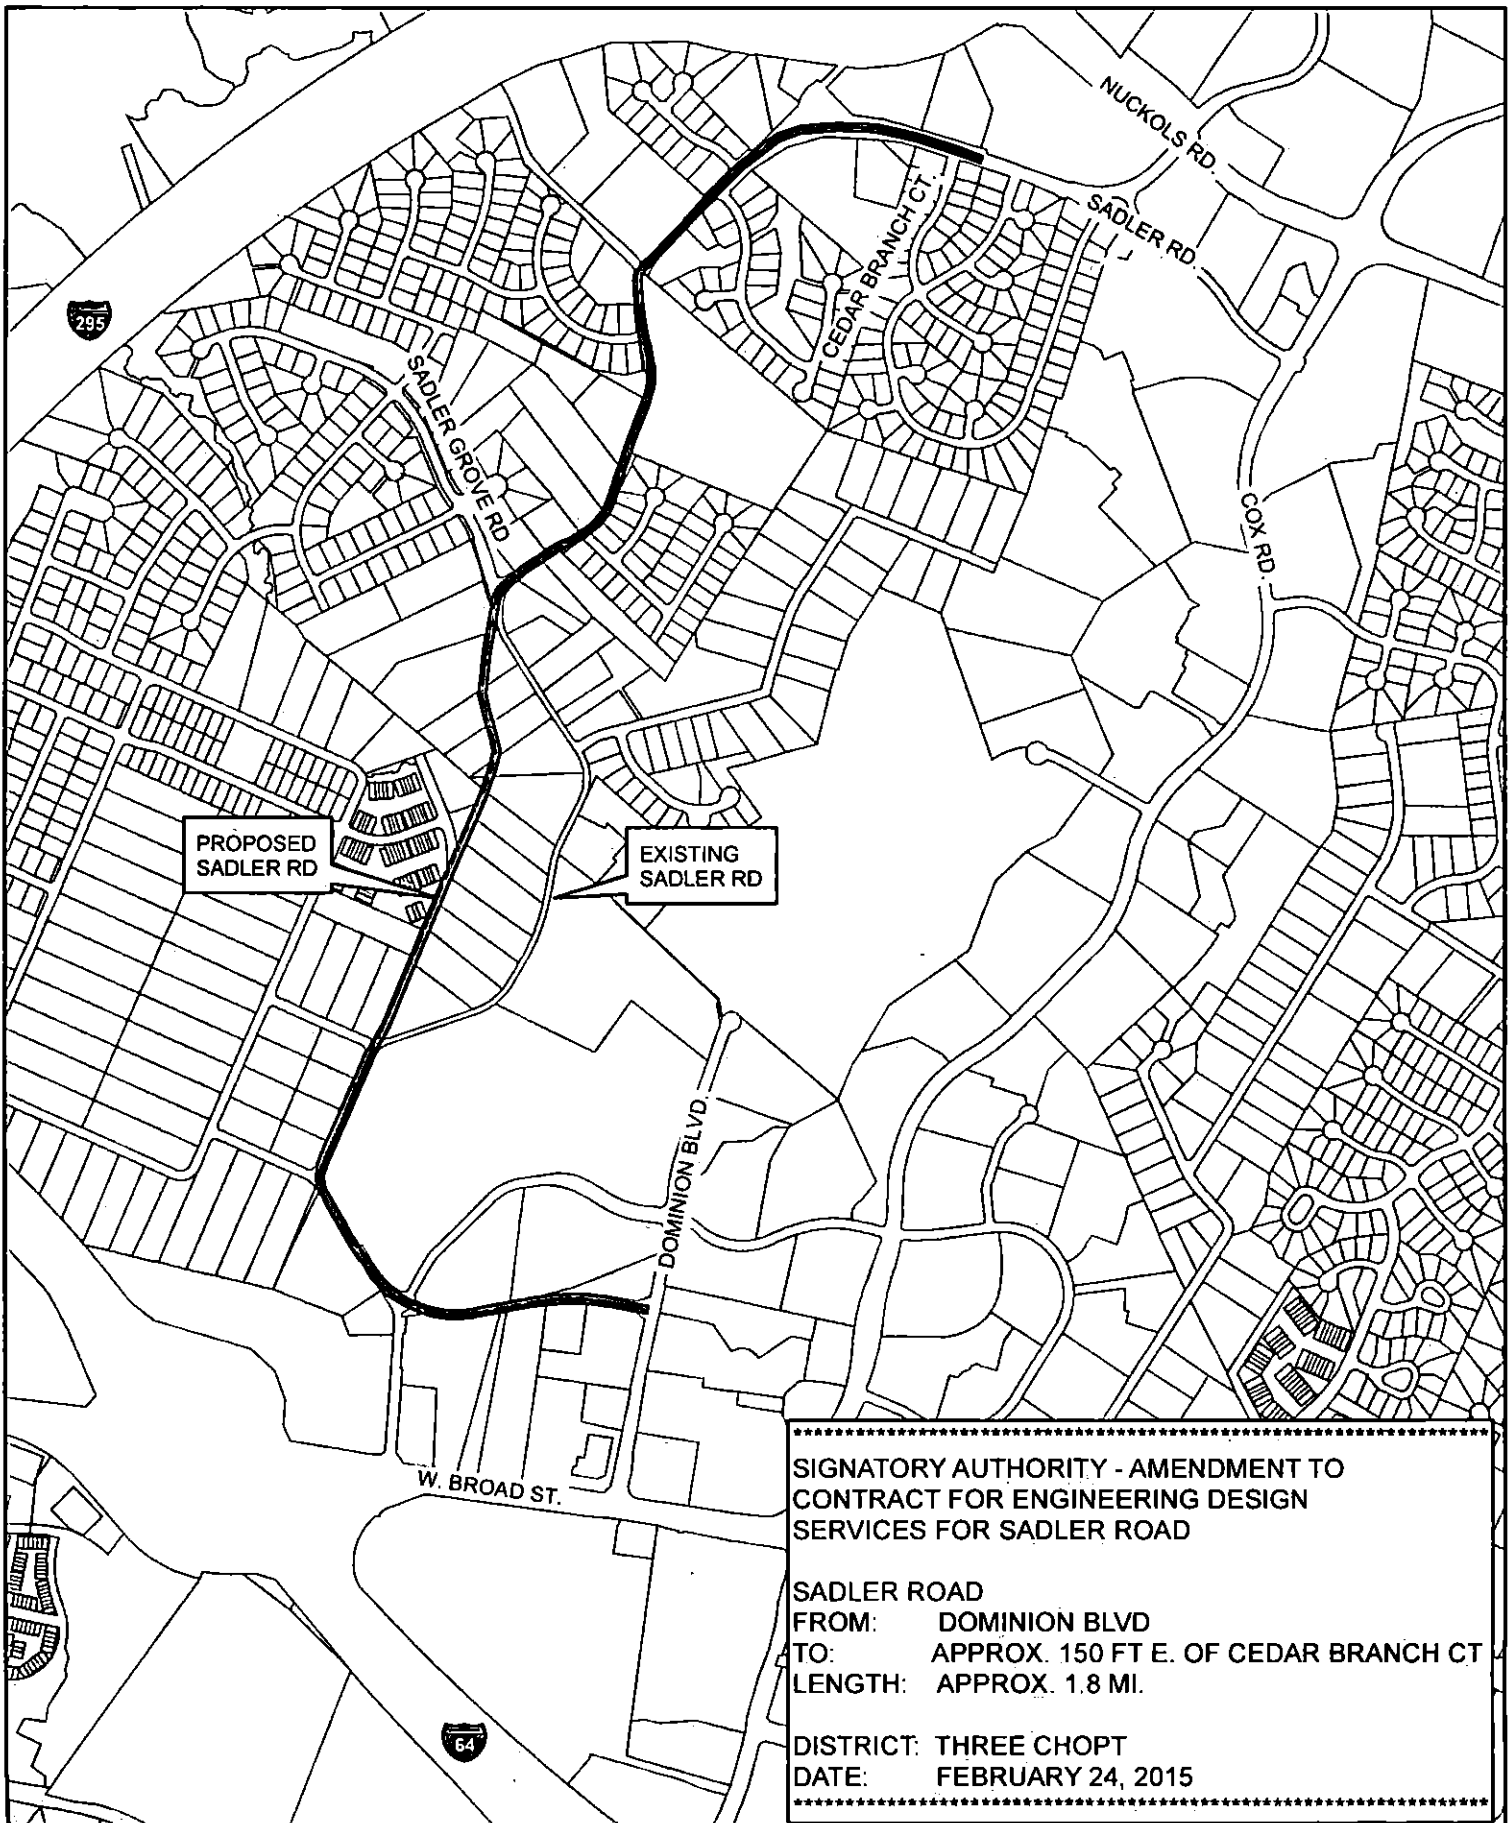 NUCKOLS RD.
SADLER RD.
CEDAR BRANCH CT.
295
SADLER GROVE RD
COX RD.
PROPOSED
SADLER RD
EXISTING
SADLER RD
DOMINION BLVD.
W. BROAD ST.
64
SIGNATORY AUTHORITY - AMENDMENT TO
CONTRACT FOR ENGINEERING DESIGN
SERVICES FOR SADLER ROAD
SADLER ROAD
FROM: DOMINION BLVD
TO: APPROX. 150 FT E. OF CEDAR BRANCH CT
LENGTH: APPROX. 1.8 MI.
DISTRICT: THREE CHOPT
DATE: FEBRUARY 24, 2015